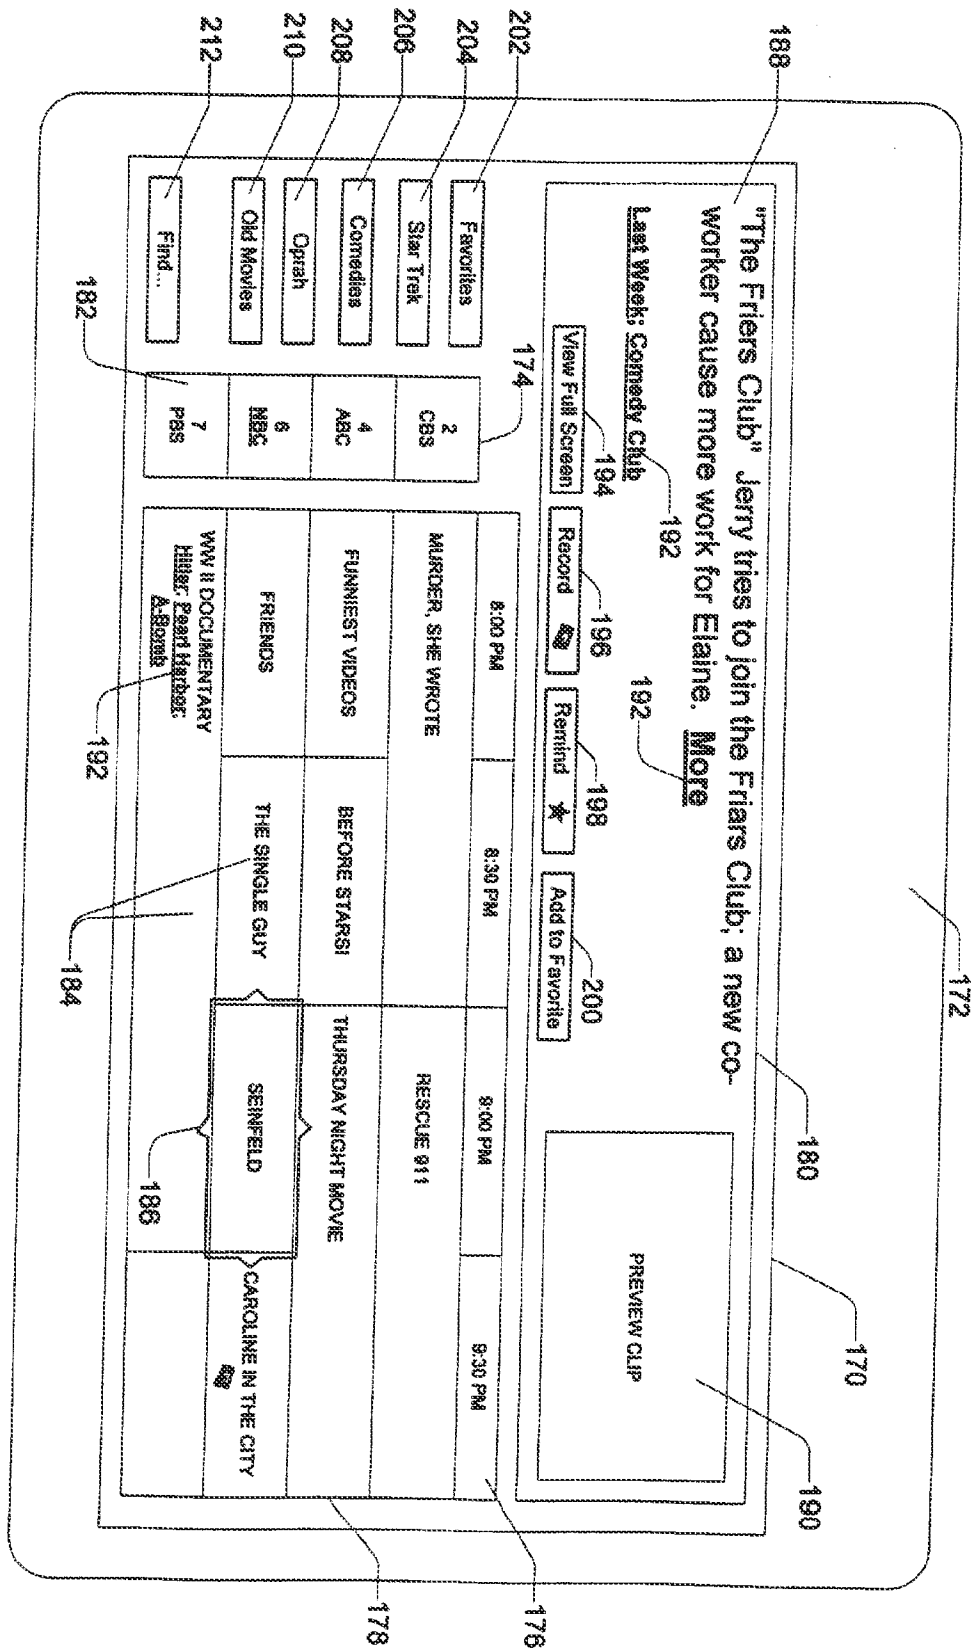 172
188
180
170
"The Friers Club" Jerry tries to join the Friars Club; a new co-
worker cause more work for Elaine. More
192
Last Week: Comedy Club
192
PREVIEW CLIP
190
194
196
198
200
View Full Screen
Record
Remind
Add to Favorite
174
176
178
202
204
206
208
210
212
Favorites
Star Trek
Comedies
Oprah
Old Movies
Find...
182
2
CBS
4
ABC
6
NBC
7
PBS
8:00 PM
8:30 PM
9:00 PM
9:30 PM
MURDER, SHE WROTE
RESCUE 911
FUNNIEST VIDEOS
BEFORE STARS!
THURSDAY NIGHT MOVIE
FRIENDS
THE SINGLE GUY
SEINFELD
CAROLINE IN THE CITY
WW II DOCUMENTARY
Hitler, Pearl Harbor,
A-Bomb
192
184
186